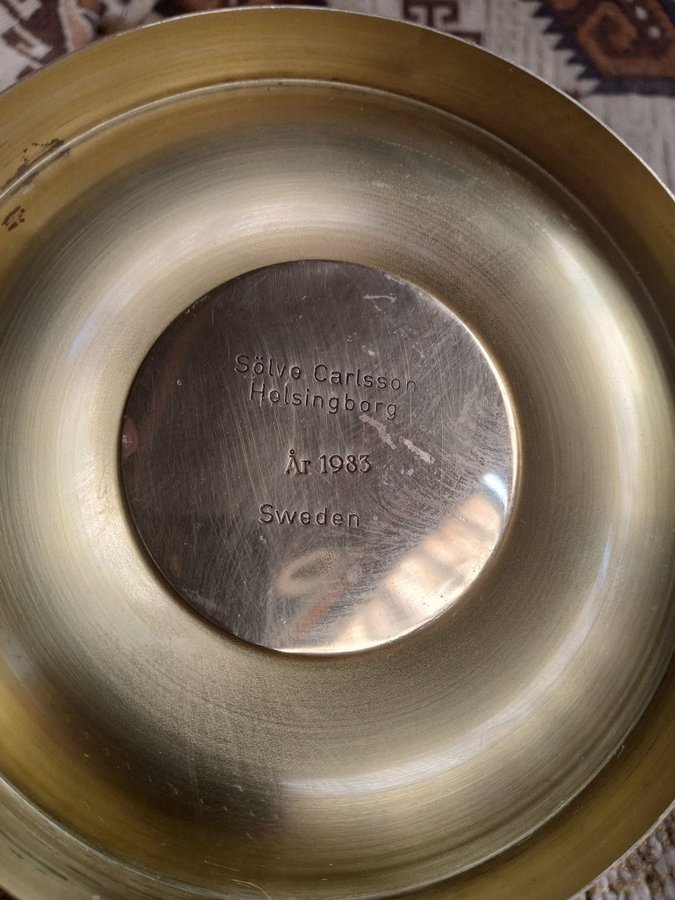 Sölve Carlsson
Helsingborg
År 1983
Sweden